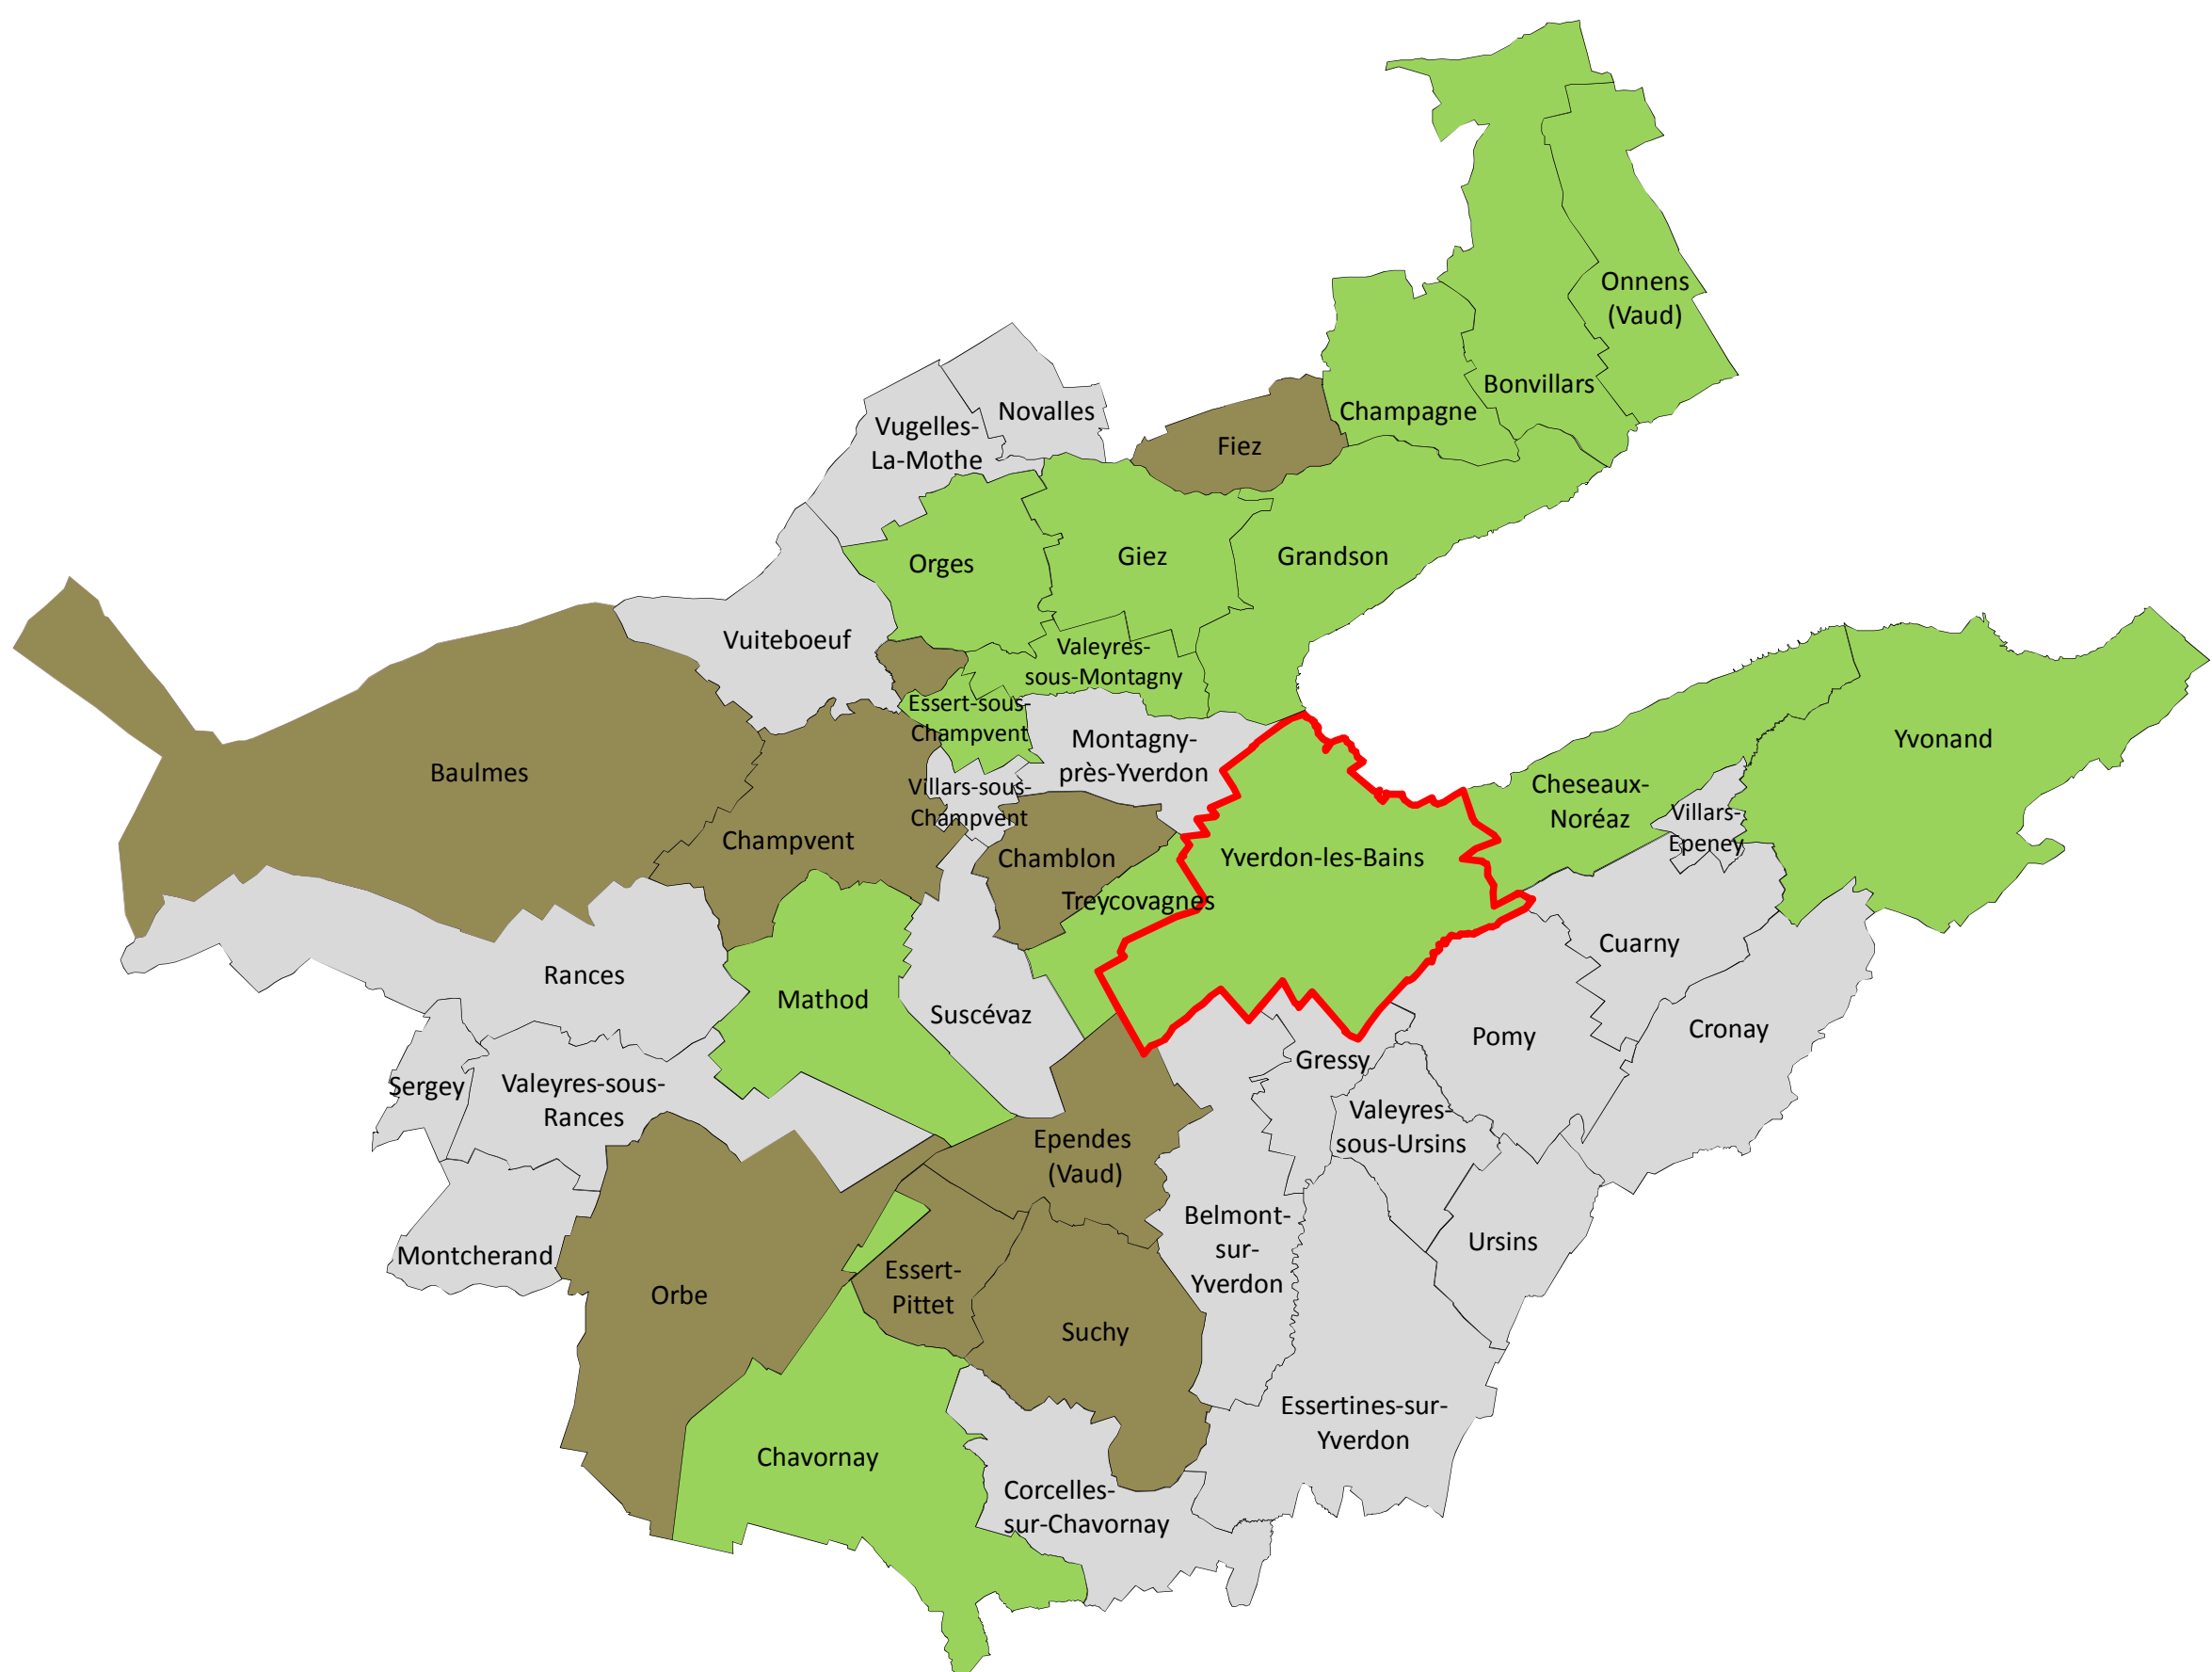 Onnens
(Vaud)
Bonvillars
Champagne
Novalles
Vugelles-
La-Mothe
Fiez
Orges
Giez
Grandson
Vuiteboeuf
Valeyres-
sous-Montagny
Essert-sous-
Champvent
Montagny-
près-Yverdon
Yvonand
Baulmes
Villars-sous-
Champvent
Cheseaux-
Noréaz
Villars-
Epeney
Champvent
Chamblon
Yverdon-les-Bains
Treycovagnes
Cuarny
Rances
Mathod
Suscévaz
Pomy
Cronay
Gressy
Sergey
Valeyres-sous-
Rances
Valeyres-
sous-Ursins
Ependes
(Vaud)
Belmont-
sur-
Yverdon
Ursins
Montcherand
Orbe
Essert-
Pittet
Suchy
Essertines-sur-
Yverdon
Chavornay
Corcelles-
sur-Chavornay